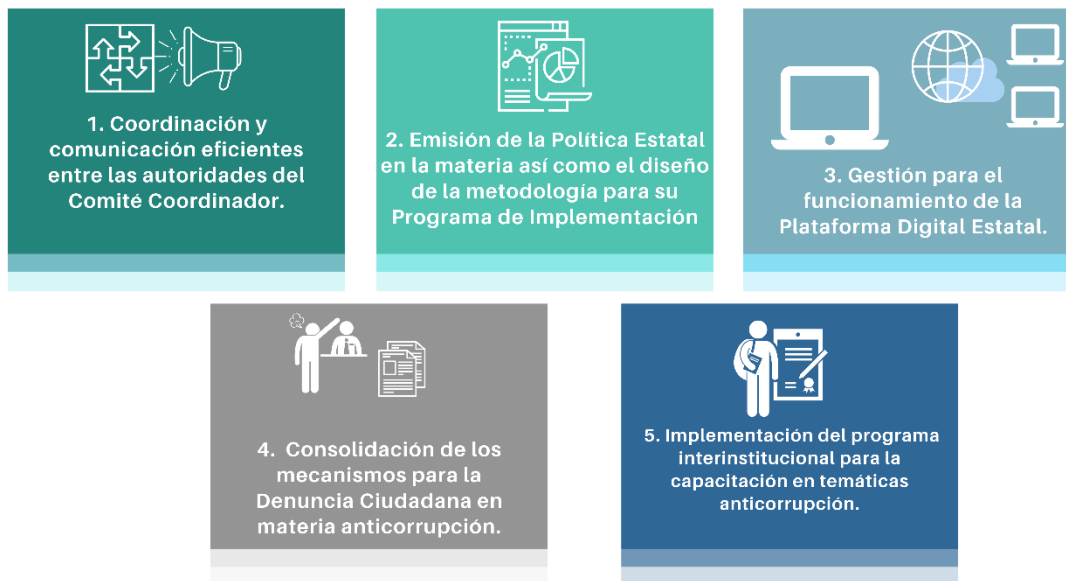 1. Coordinación y
comunicación eficientes
entre las autoridades del
Comité Coordinador.
2. Emisión de la Política Estatal
en la materia así como el diseño
de la metodología para su
Programa de Implementación
3. Gestión para el
funcionamiento de la
Plataforma Digital Estatal.
4. Consolidación de los
mecanismos para la
Denuncia Ciudadana en
materia anticorrupción.
5. Implementación del programa
interinstitucional para la
capacitación en temáticas
anticorrupción.